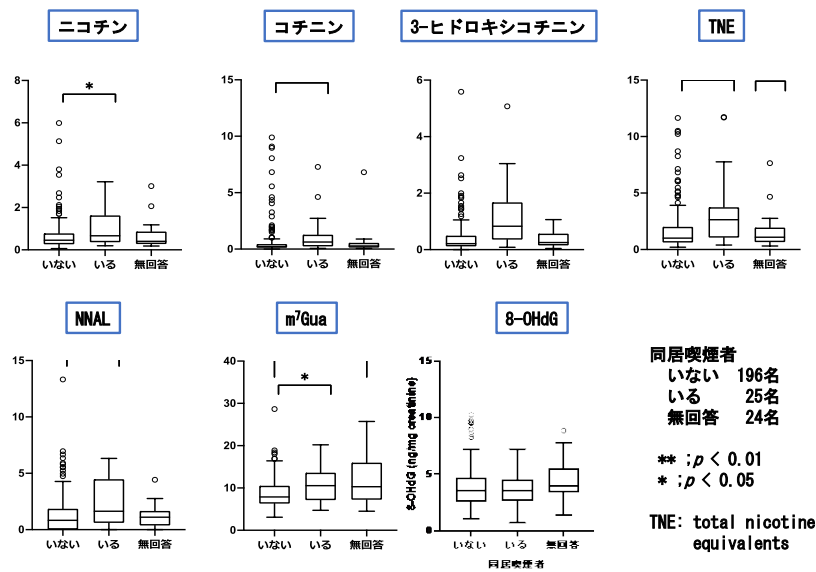 ニコチン
コチニン
3-ヒドロキシコチニン
TNE
8
6
4
2
0
*
いない いる 無回答
15
10
5
0
いない いる 無回答
6
4
2
0
いない いる 無回答
15
10
5
0
いない いる 無回答
NNAL
m⁷Gua
8-OHdG
15
10
5
0
いない いる 無回答
40
30
20
10
0
*
いない いる 無回答
8-OHdG (ng/mg creatinine)
15
10
5
0
いない いる 無回答
同居喫煙者
同居喫煙者
いない 196名
いる 25名
無回答 24名
** ;p < 0.01
* ;p < 0.05
TNE: total nicotine
equivalents